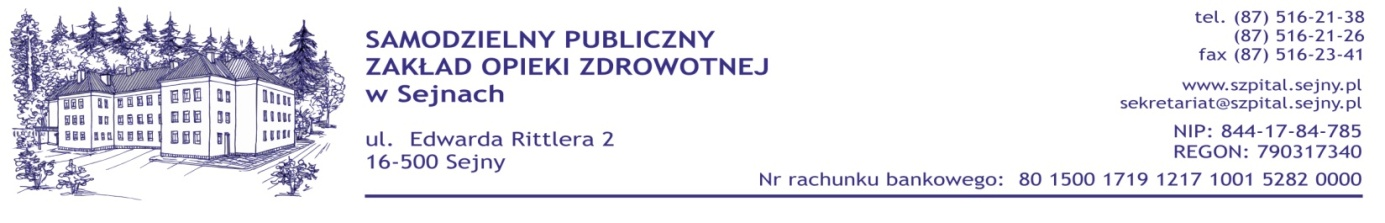 SAMODZIELNY PUBLICZNY
ZAKŁAD OPIEKI ZDROWOTNEJ
w Sejnach
ul. Edwarda Rittlera 2
16-500 Sejny
tel. (87) 516-21-38
(87) 516-21-26
fax (87) 516-23-41
www.szpital.sejny.pl
sekretariat@szpital.sejny.pl
NIP: 844-17-84-785
REGON: 790317340
Nr rachunku bankowego: 80 1500 1719 1217 1001 5282 0000